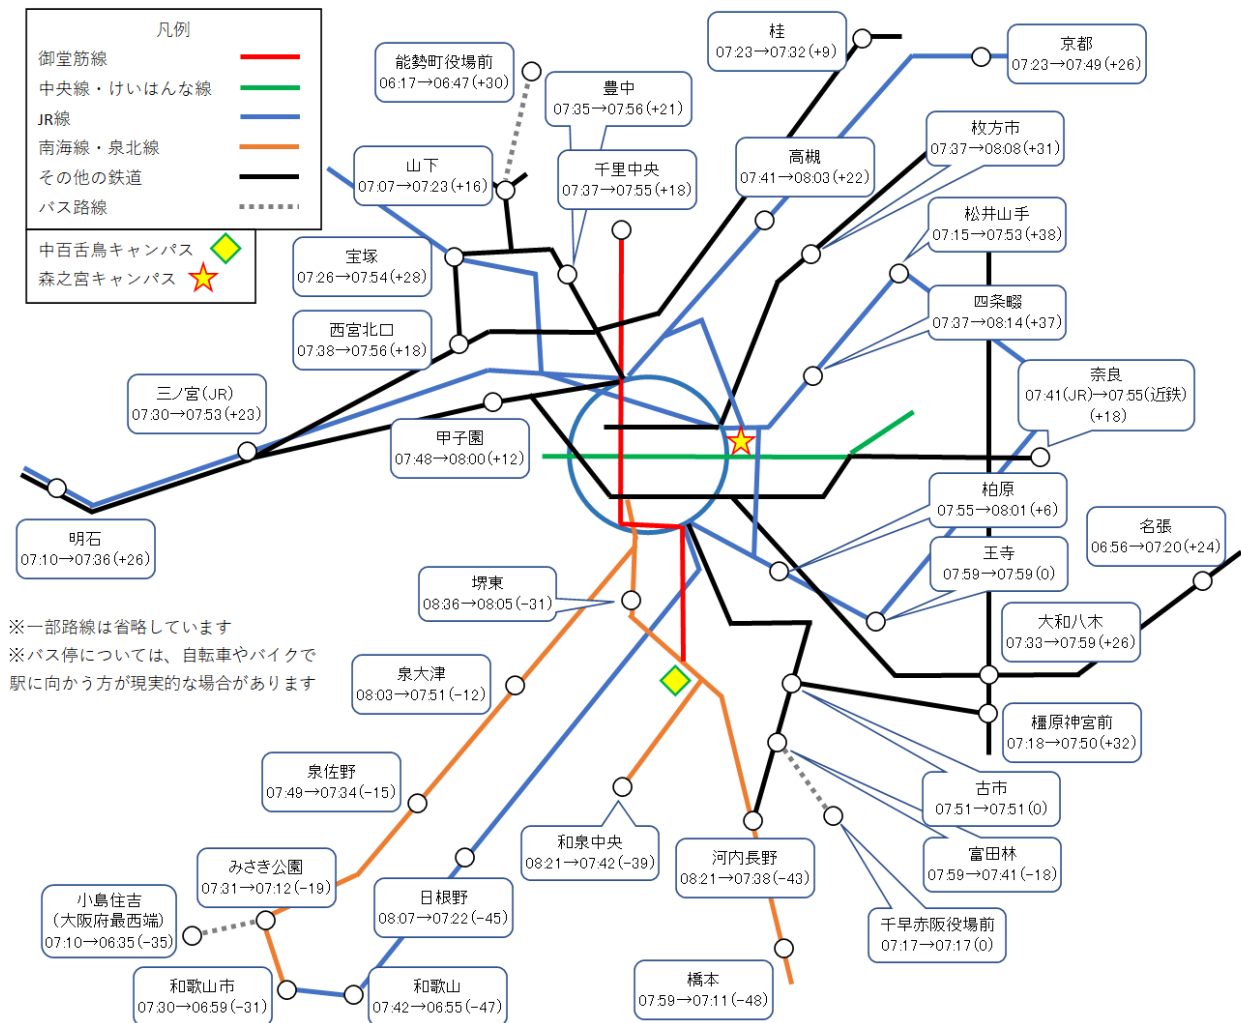 凡例
御堂筋線
中央線・けいはんな線
JR線
南海線・泉北線
その他の鉄道
バス路線
中百舌鳥キャンパス
森之宮キャンパス
能勢町役場前
06:17→06:47(+30)
豊中
07:35→07:56(+21)
桂
07:23→07:32(+9)
京都
07:23→07:49(+26)
山下
07:07→07:23(+16)
千里中央
07:37→07:55(+18)
高槻
07:41→08:03(+22)
枚方市
07:37→08:08(+31)
宝塚
07:26→07:54(+28)
松井山手
07:15→07:53(+38)
西宮北口
07:38→07:56(+18)
四条畷
07:37→08:14(+37)
三ノ宮(JR)
07:30→07:53(+23)
甲子園
07:48→08:00(+12)
奈良
07:41(JR)→07:55(近鉄)
(+18)
明石
07:10→07:36(+26)
柏原
07:55→08:01(+6)
名張
06:56→07:20(+24)
王寺
07:59→07:59(0)
堺東
08:36→08:05(-31)
大和八木
07:33→07:59(+26)
※一部路線は省略しています
※バス停については、自転車やバイクで
駅に向かう方が現実的な場合があります
泉大津
08:03→07:51(-12)
橿原神宮前
07:18→07:50(+32)
泉佐野
07:49→07:34(-15)
古市
07:51→07:51(0)
和泉中央
08:21→07:42(-39)
河内長野
08:21→07:38(-43)
富田林
07:59→07:41(-18)
みさき公園
07:31→07:12(-19)
日根野
08:07→07:22(-45)
小島住吉
(大阪府最西端)
07:10→06:35(-35)
千早赤阪役場前
07:17→07:17(0)
和歌山市
07:30→06:59(-31)
和歌山
07:42→06:55(-47)
橋本
07:59→07:11(-48)